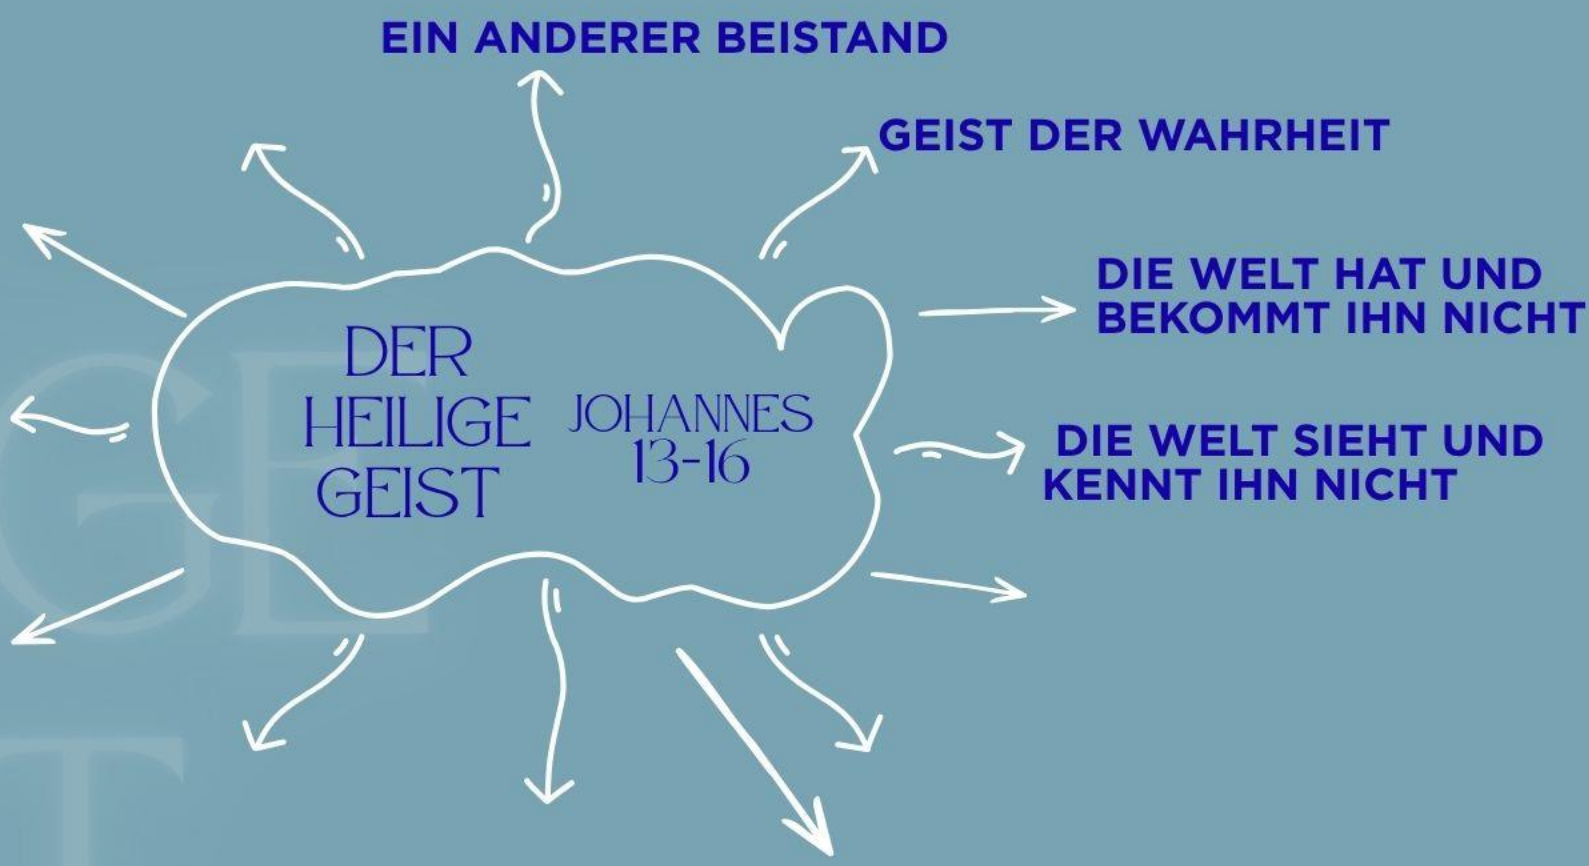 EIN ANDERER BEISTAND
GEIST DER WAHRHEIT
DIE WELT HAT UND
BEKOMMT IHN NICHT
DIE WELT SIEHT UND
KENNT IHN NICHT
DER
HEILIGE
GEIST
JOHANNES
13-16
GE
T